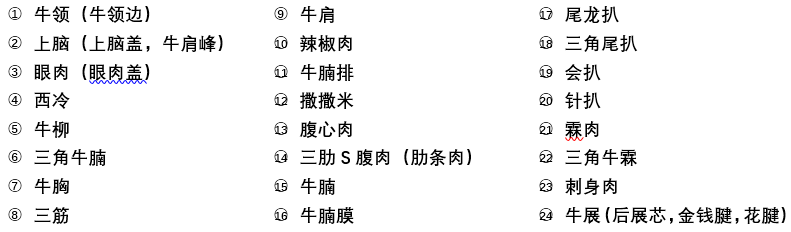 ① 牛领（牛领边）
② 上脑（上脑盖，牛肩峰）
③ 眼肉（眼肉盖）
④ 西冷
⑤ 牛柳
⑥ 三角牛腩
⑦ 牛胸
⑧ 三筋
⑨ 牛肩
⑩ 辣椒肉
⑪ 牛腩排
⑫ 撒撒米
⑬ 腹心肉
⑭ 三肋 S 腹肉（肋条肉）
⑮ 牛腩
⑯ 牛腩膜
⑰ 尾龙扒
⑱ 三角尾扒
⑲ 会扒
⑳ 针扒
㉑ 霖肉
㉒ 三角牛霖
㉓ 刺身肉
㉔ 牛展(后展芯,金钱腱,花腱)